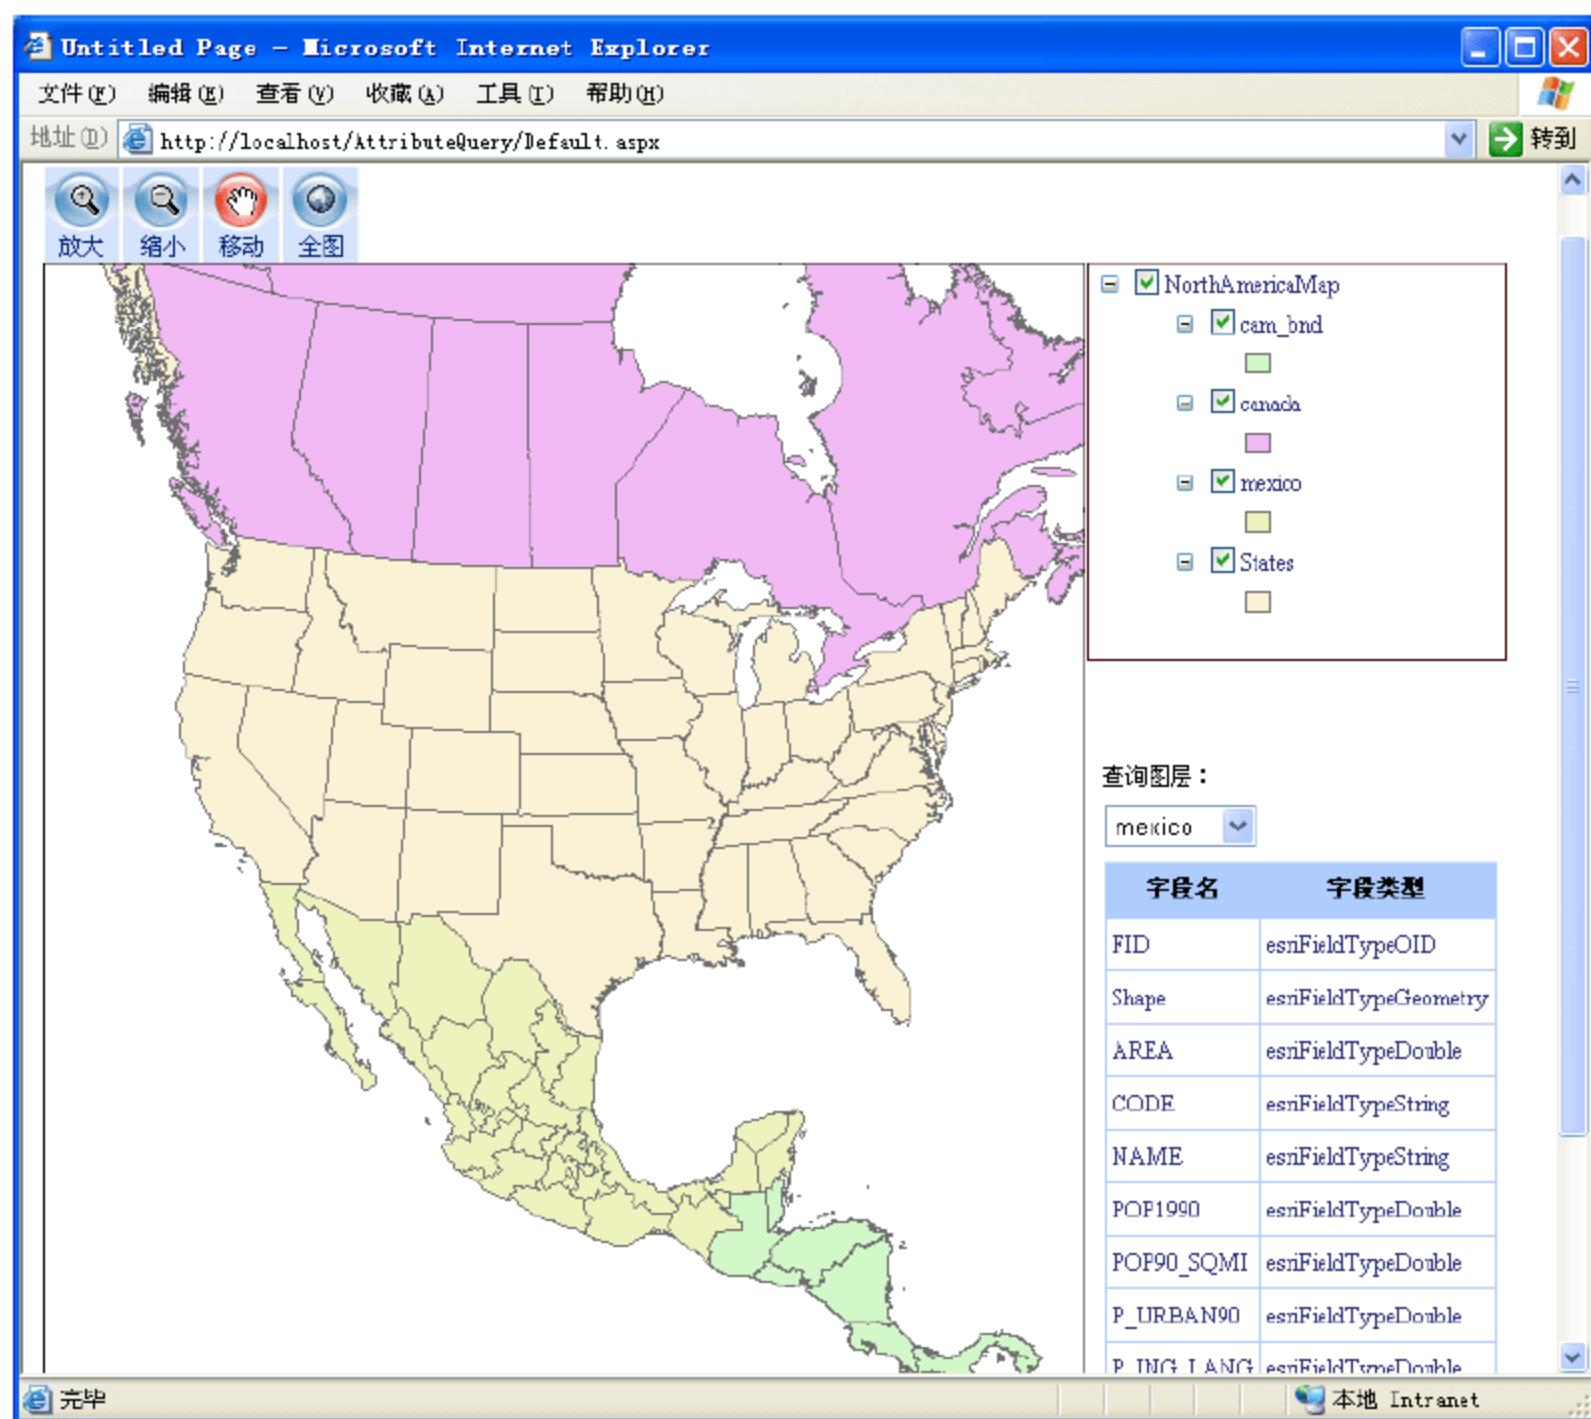 Untitled Page - Microsoft Internet Explorer
文件(F) 编辑(E) 查看(V) 收藏(A) 工具(T) 帮助(H)
地址(D) http://localhost/AttributeQuery/Default.aspx 转到
放大 缩小 移动 全图
NorthAmericaMap
cam_bnd
canada
mexico
States
查询图层：
mexico
字段名 字段类型
FID esriFieldTypeOID
Shape esriFieldTypeGeometry
AREA esriFieldTypeDouble
CODE esriFieldTypeString
NAME esriFieldTypeString
POP1990 esriFieldTypeDouble
POP90_SQMI esriFieldTypeDouble
P_URBAN90 esriFieldTypeDouble
P_ING_LANG esriFieldTypeDouble
完毕 本地 Intranet